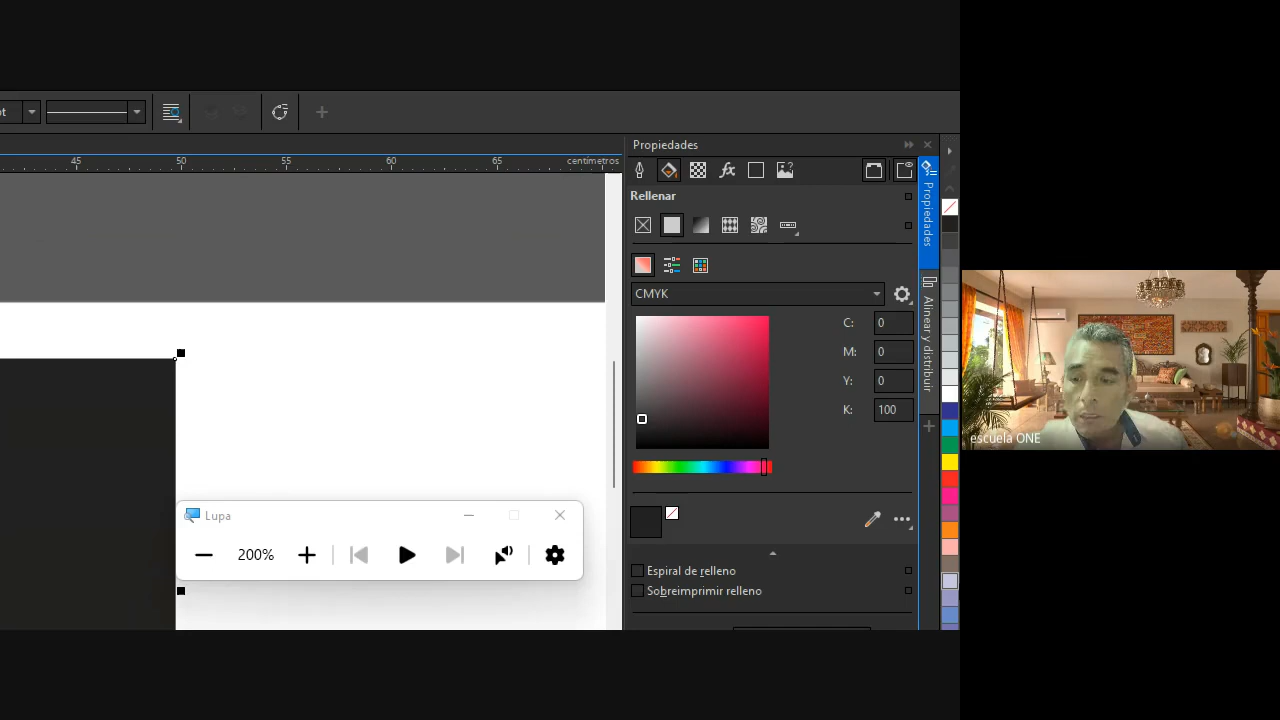 pt
45 50 55 60 65 centímetros
Propiedades
Rellenar
CMYK
C: 0
M: 0
Y: 0
K: 100
Espiral de relleno
Sobreimprimir relleno
Propiedades
Alinear y distribuir
Lupa
200%
escuela ONE